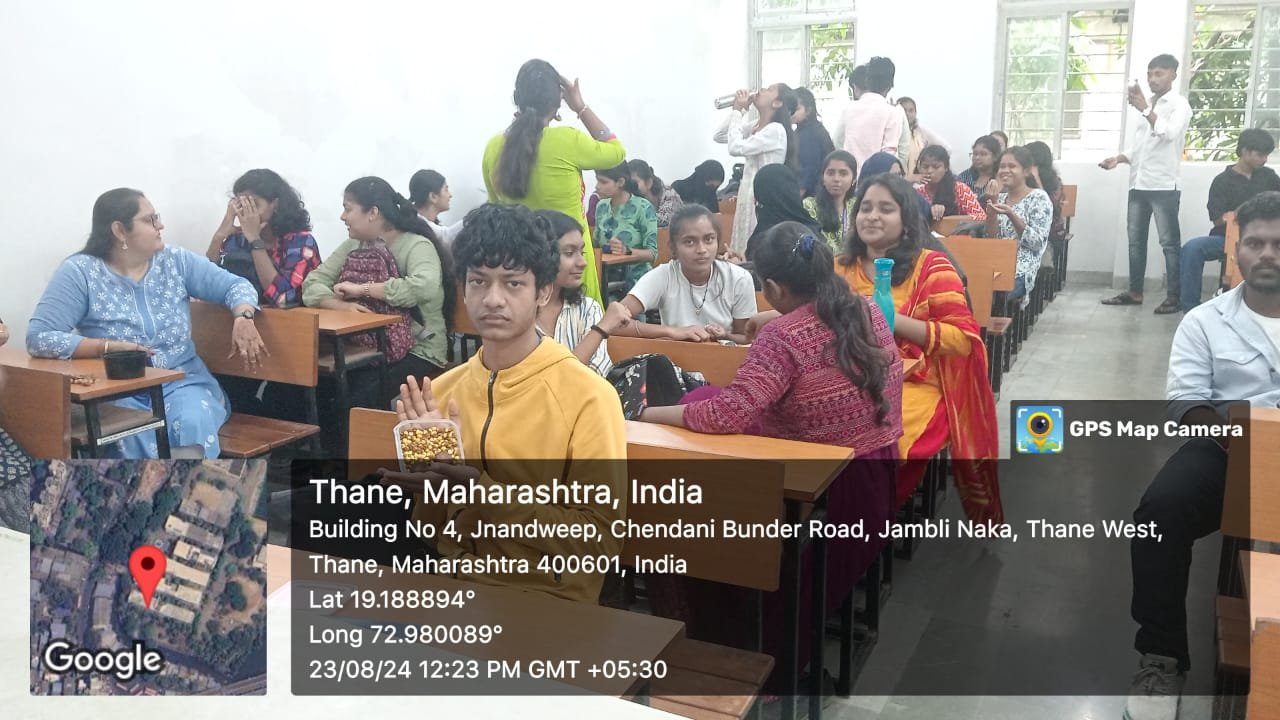 GPS Map Camera
Thane, Maharashtra, India
Building No 4, Jnandweep, Chendani Bunder Road, Jambli Naka, Thane West,
Thane, Maharashtra 400601, India
Lat 19.188894°
Long 72.980089°
23/08/24 12:23 PM GMT +05:30
Google